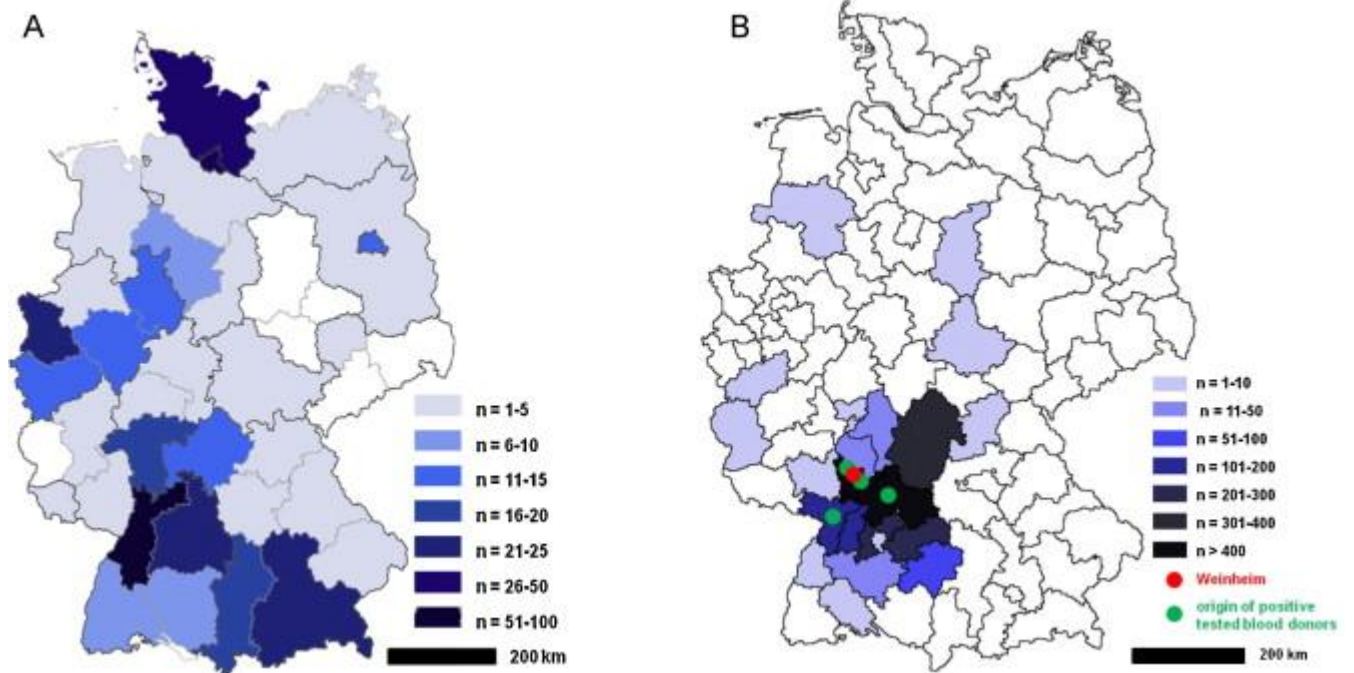 A
n = 1-5
n = 6-10
n = 11-15
n = 16-20
n = 21-25
n = 26-50
n = 51-100
200 km
B
n = 1-10
n = 11-50
n = 51-100
n = 101-200
n = 201-300
n = 301-400
n > 400
Weinheim
origin of positive
tested blood donors
200 km